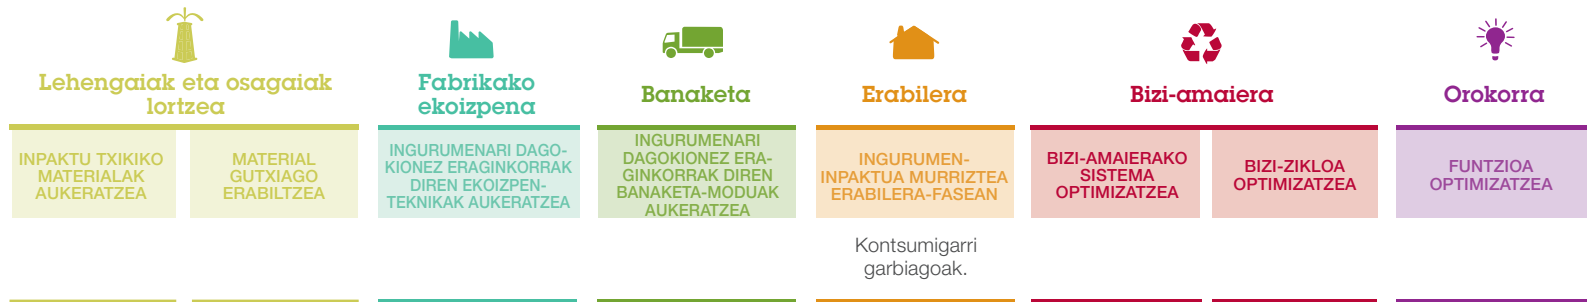 Lehengaiak eta osagaiak
lortzea
Fabrikako
ekoizpena
Banaketa
Erabilera
Bizi-amaiera
Orokorra
INPAKTU TXIKIKO
MATERIALAK
AUKERATZEA
MATERIAL
GUTXIAGO
ERABILTZEA
INGURUMENARI DAGO-
KIONEZ ERAGINKORRAK
DIREN EKOIZPEN-
TEKNIKAK AUKERATZEA
INGURUMENARI
DAGOKIONEZ ERA-
GINKORRAK DIREN
BANAKETA-MODUAK
AUKERATZEA
INGURUMEN-
INPAKTUA MURRIZTEA
ERABILERA-FASEAN
BIZI-AMAIERAKO
SISTEMA
OPTIMIZATZEA
BIZI-ZIKLOA
OPTIMIZATZEA
FUNTZIOA
OPTIMIZATZEA
Kontsumigarri
garbiagoak.